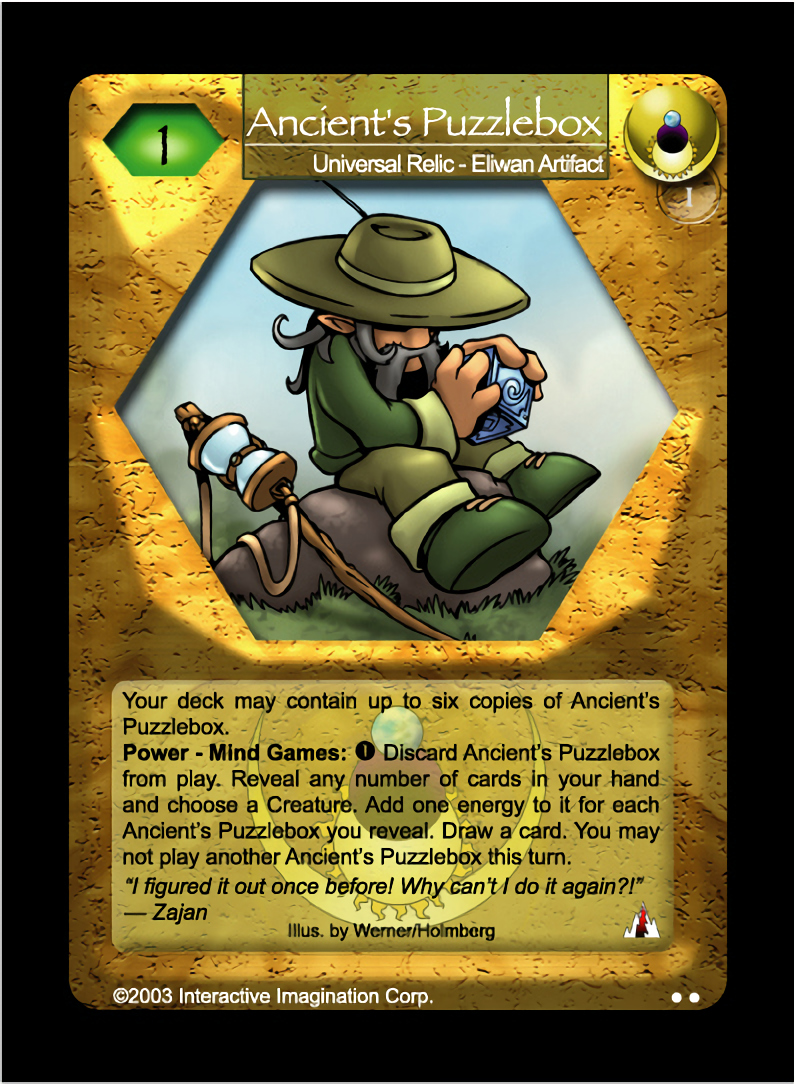 1
Ancient's Puzzlebox
Universal Relic - Eliwan Artifact
1
Your deck may contain up to six copies of Ancient's
Puzzlebox.
Power - Mind Games: ❶ Discard Ancient's Puzzlebox
from play. Reveal any number of cards in your hand
and choose a Creature. Add one energy to it for each
Ancient's Puzzlebox you reveal. Draw a card. You may
not play another Ancient's Puzzlebox this turn.
"I figured it out once before! Why can't I do it again?!"
— Zajan
Illus. by Werner/Holmberg
©2003 Interactive Imagination Corp.